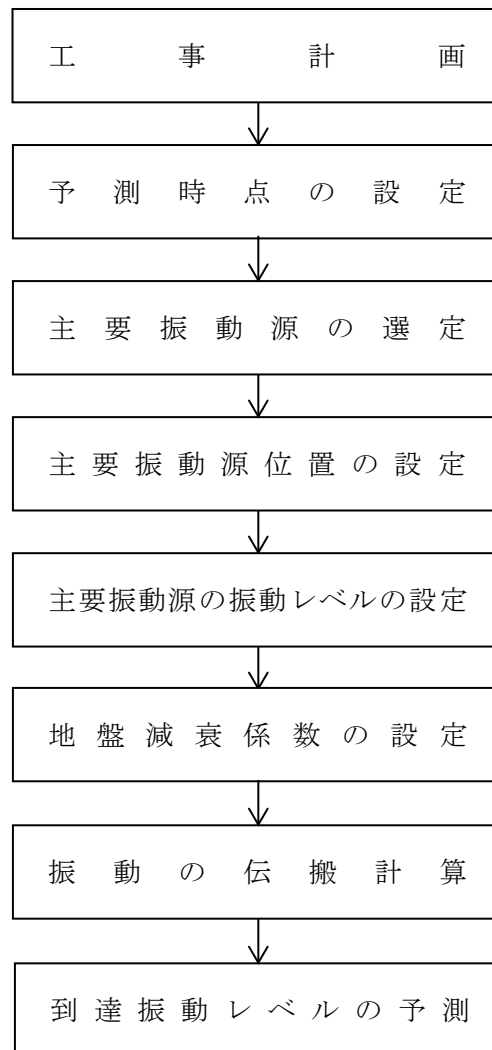 工事計画
予測時点の設定
主要振動源の選定
主要振動源位置の設定
主要振動源の振動レベルの設定
地盤減衰係数の設定
振動の伝搬計算
到達振動レベルの予測